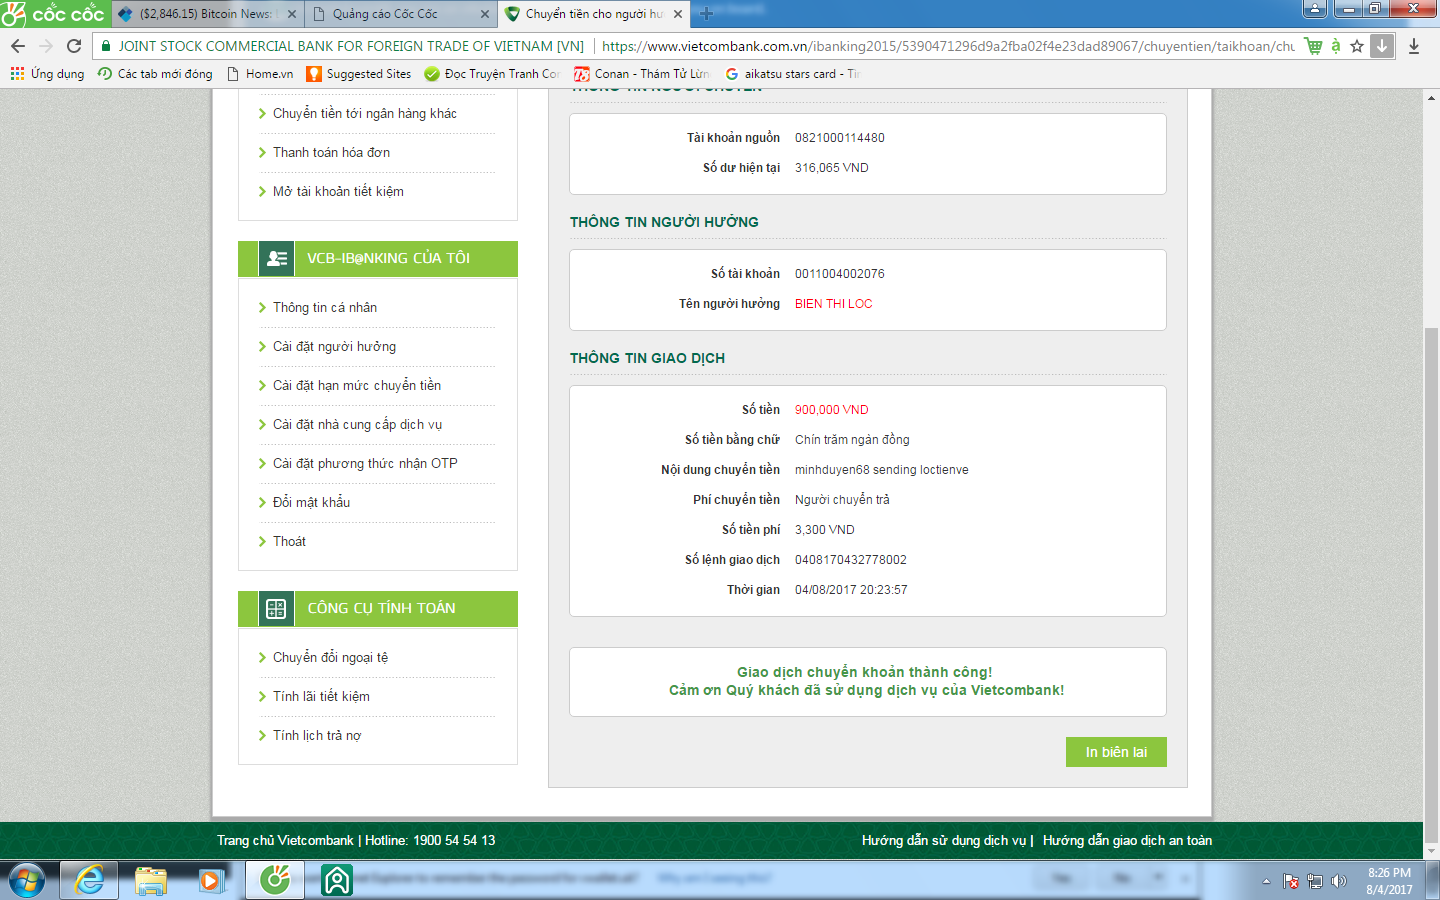 cốc cốc
($2,846.15) Bitcoin News:
Quảng cáo Cốc Cốc
Chuyển tiền cho người hư
JOINT STOCK COMMERCIAL BANK FOR FOREIGN TRADE OF VIETNAM [VN]
https://www.vietcombank.com.vn/ibanking2015/5390471296d9a2fba02f4e23dad89067/chuyentien/taikhoan/chu
Ứng dụng
Các tab mới đóng
Home.vn
Suggested Sites
Đọc Truyện Tranh Cor
Conan - Thám Tử Lừn
aikatsu stars card - Tìn
Chuyển tiền tới ngân hàng khác
Thanh toán hóa đơn
Mở tài khoản tiết kiệm
VCB-IB@NKING CỦA TÔI
Thông tin cá nhân
Cài đặt người hưởng
Cài đặt hạn mức chuyển tiền
Cài đặt nhà cung cấp dịch vụ
Cài đặt phương thức nhận OTP
Đổi mật khẩu
Thoát
CÔNG CỤ TÍNH TOÁN
Chuyển đổi ngoại tệ
Tính lãi tiết kiệm
Tính lịch trả nợ
THÔNG TIN NGƯỜI CHUYỂN
Tài khoản nguồn 0821000114480
Số dư hiện tại 316,065 VND
THÔNG TIN NGƯỜI HƯỞNG
Số tài khoản 0011004002076
Tên người hưởng BIEN THI LOC
THÔNG TIN GIAO DỊCH
Số tiền 900,000 VND
Số tiền bằng chữ Chín trăm ngàn đồng
Nội dung chuyển tiền minhduyen68 sending loctienve
Phí chuyển tiền Người chuyển trả
Số tiền phí 3,300 VND
Số lệnh giao dịch 0408170432778002
Thời gian 04/08/2017 20:23:57
Giao dịch chuyển khoản thành công!
Cảm ơn Quý khách đã sử dụng dịch vụ của Vietcombank!
In biên lai
Trang chủ Vietcombank | Hotline: 1900 54 54 13
Hướng dẫn sử dụng dịch vụ | Hướng dẫn giao dịch an toàn
8:26 PM
8/4/2017